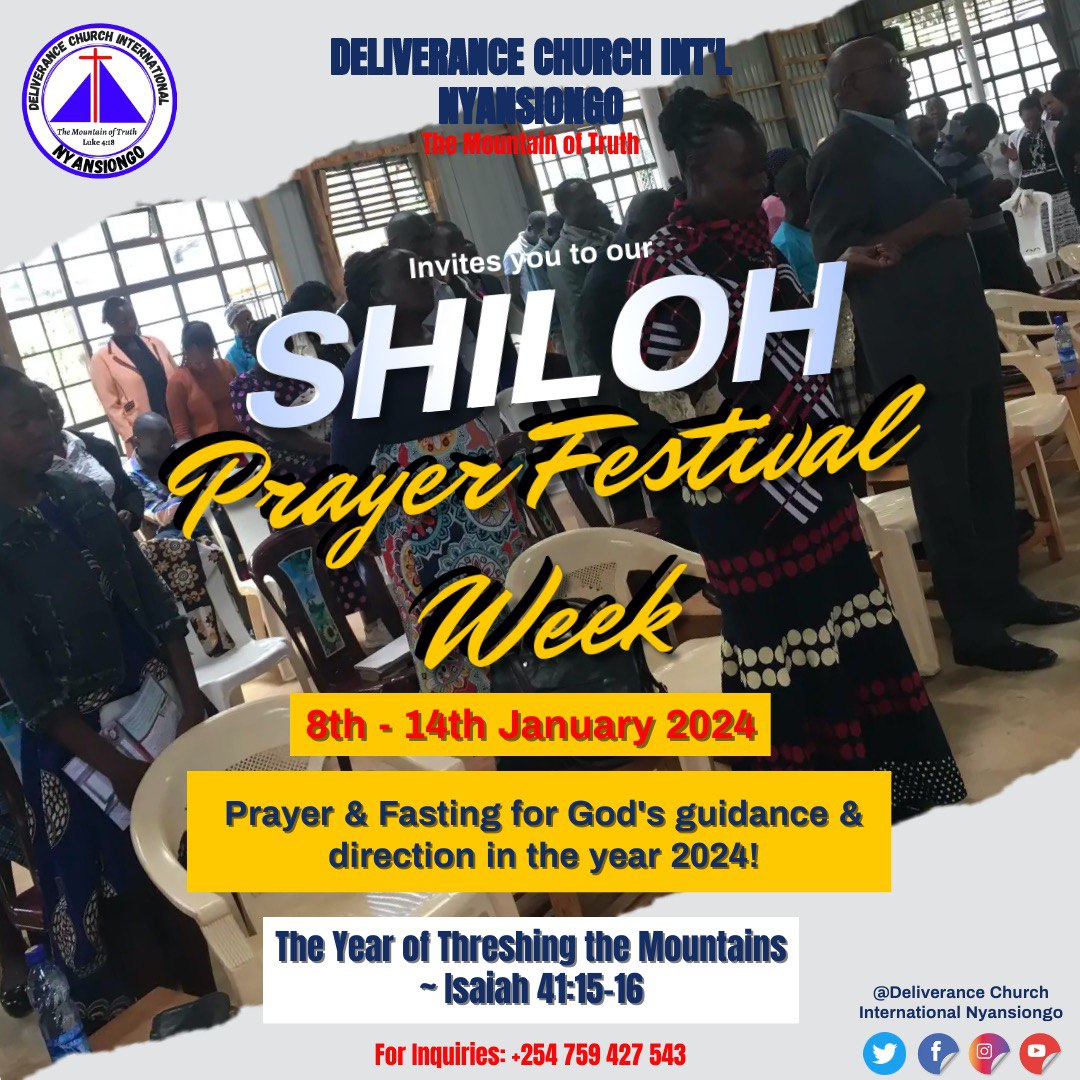 DELIVERANCE CHURCH INTERNATIONAL
The Mountain of Truth
Luke 4:18
NYANSIONGO
DELIVERANCE CHURCH INT'L
NYANSIONGO
The Mountain of Truth
Invites you to our
SHILOH
Prayer Festival
Week
8th - 14th January 2024
Prayer & Fasting for God's guidance &
direction in the year 2024!
The Year of Threshing the Mountains
~ Isaiah 41:15-16
@Deliverance Church
International Nyansiongo
For Inquiries: +254 759 427 543